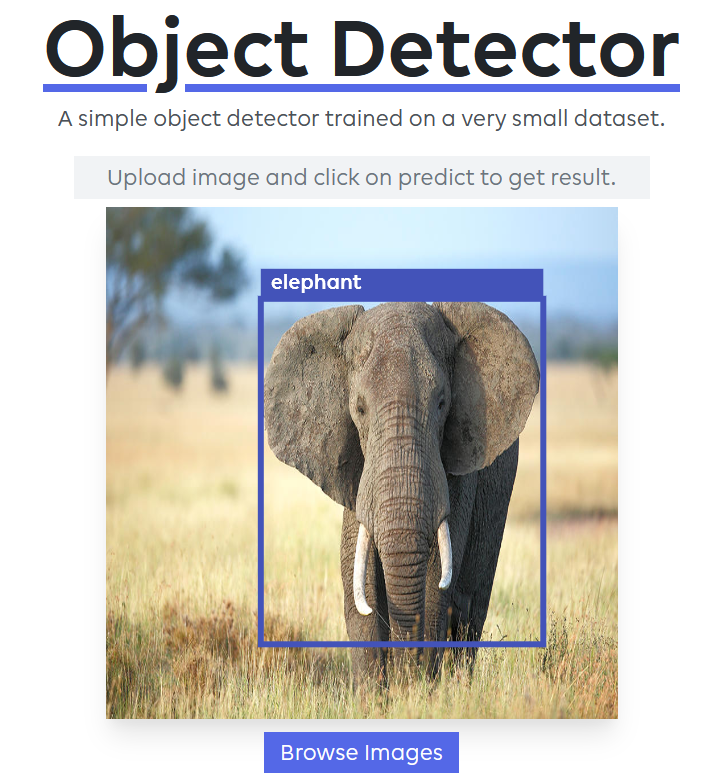 Object Detector
A simple object detector trained on a very small dataset.
Upload image and click on predict to get result.
elephant
Browse Images